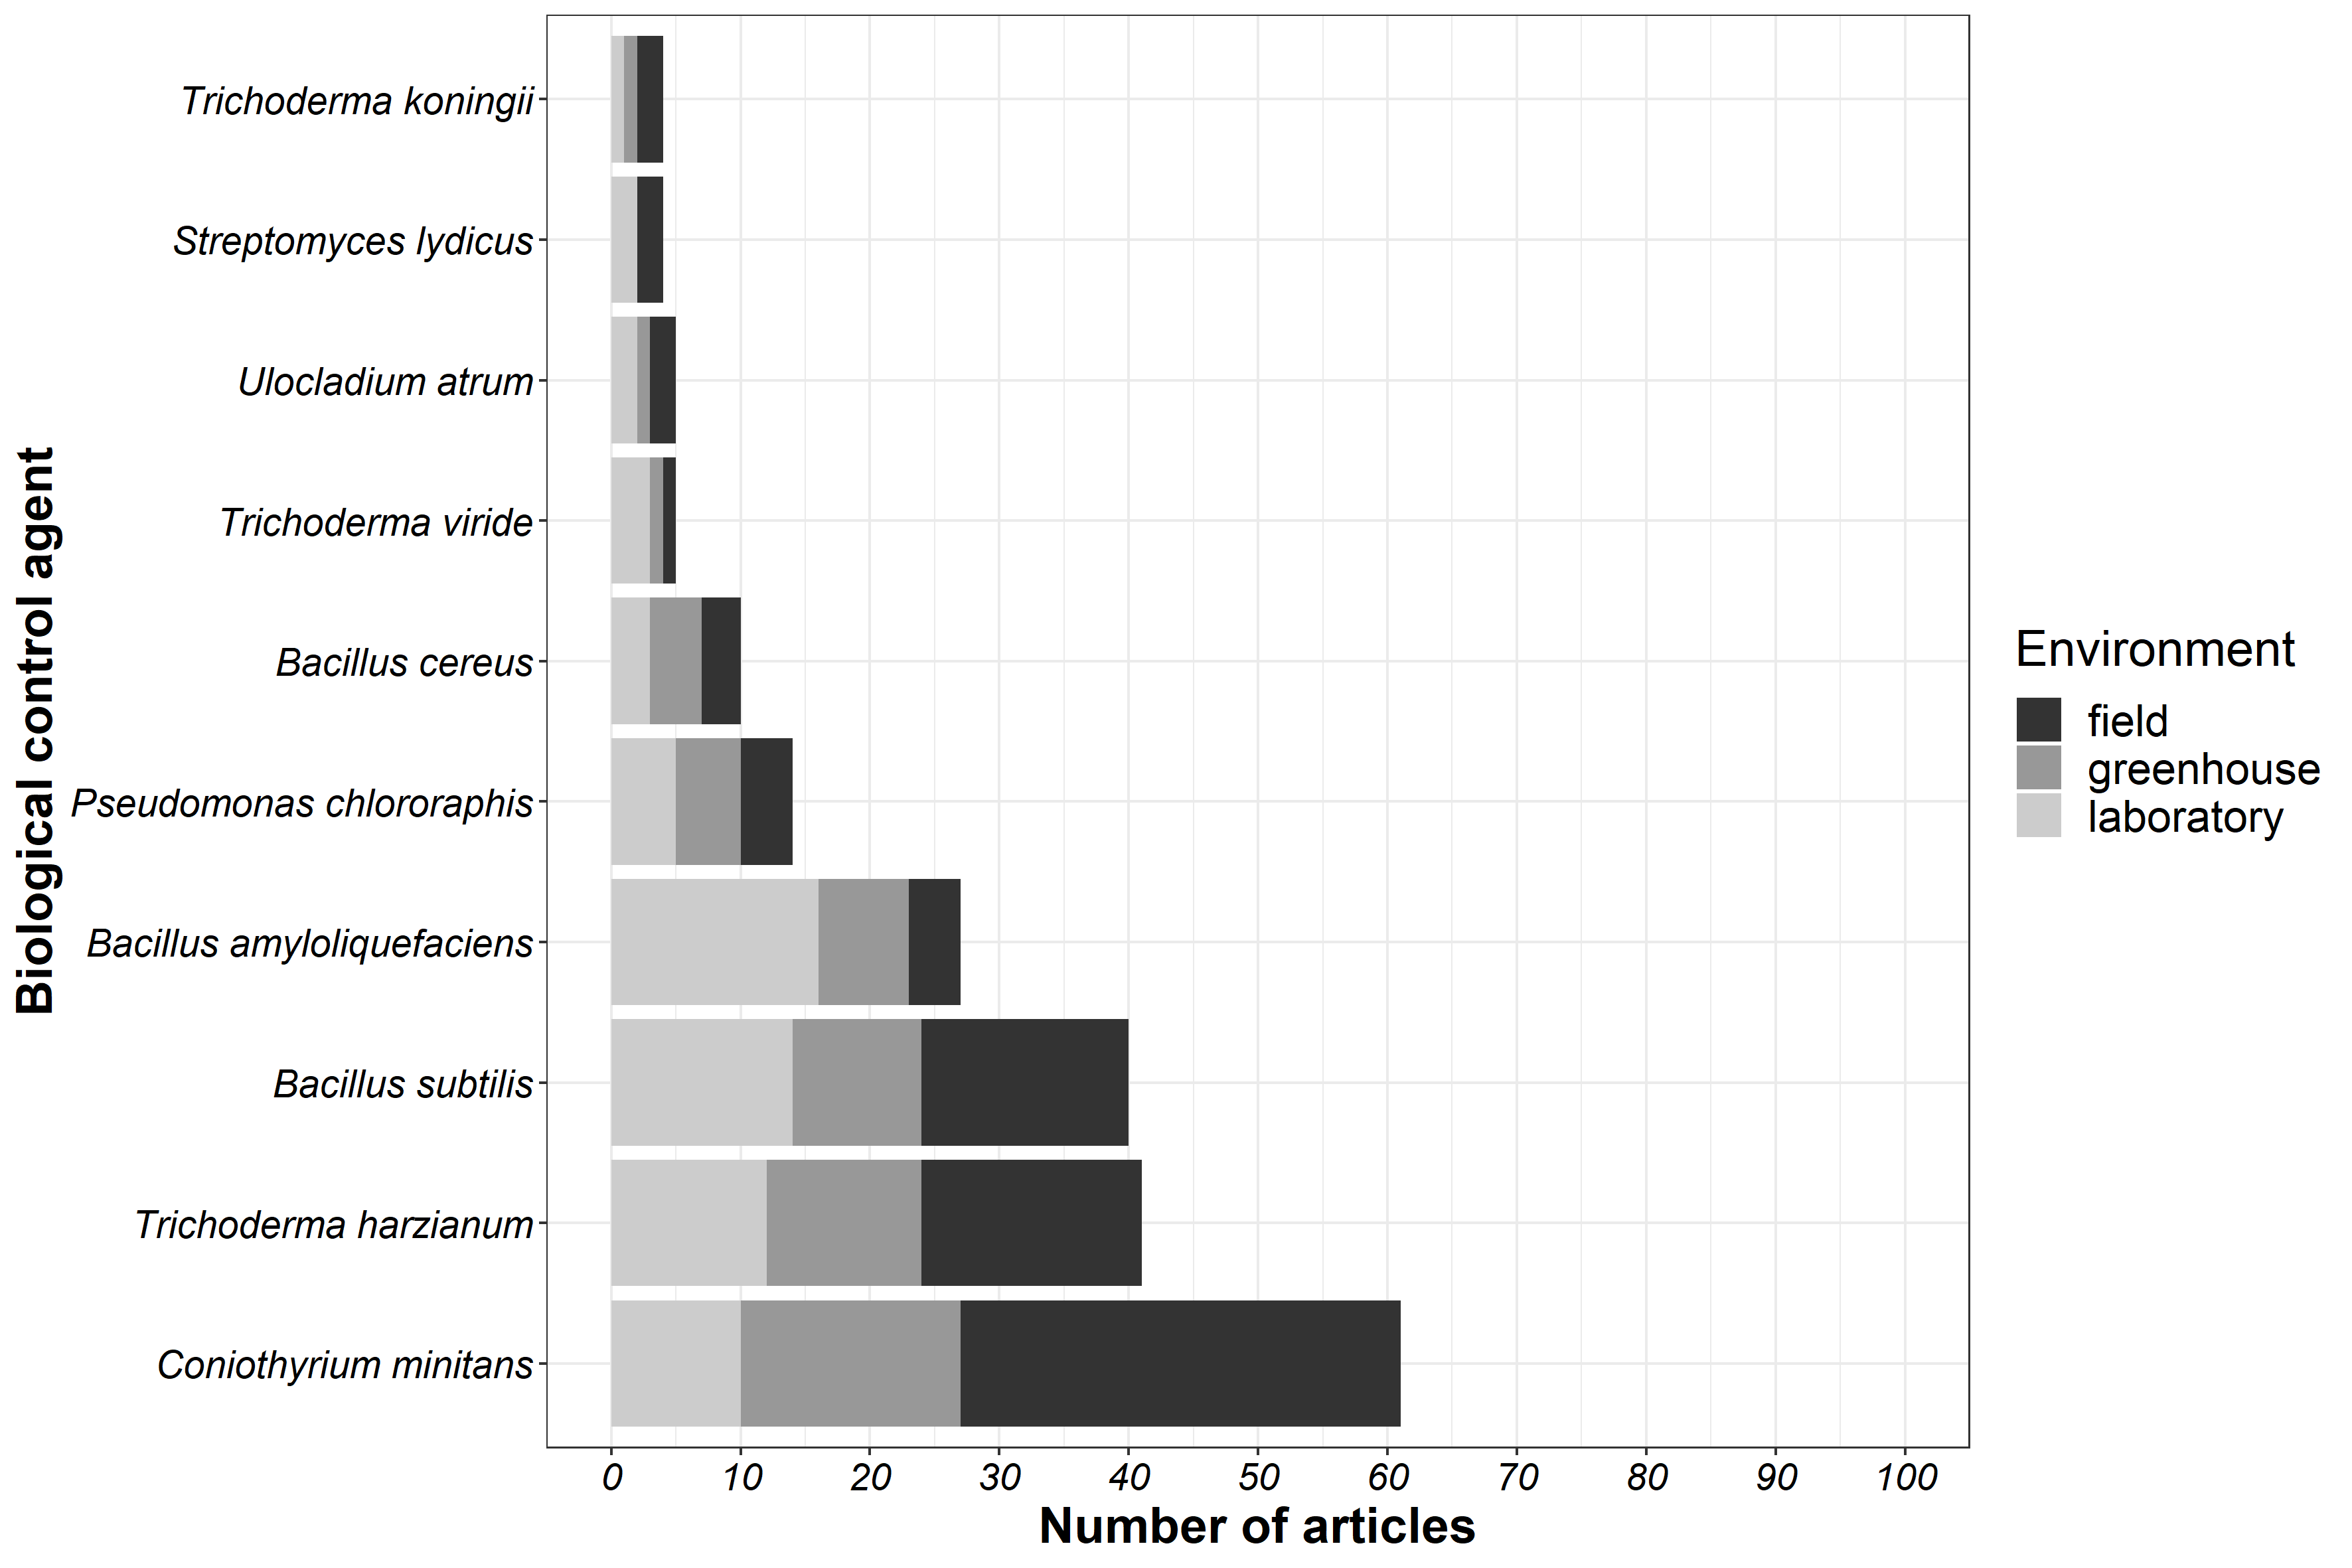 Biological control agent
Trichoderma koningii
Streptomyces lydicus
Ulocladium atrum
Trichoderma viride
Bacillus cereus
Pseudomonas chlororaphis
Bacillus amyloliquefaciens
Bacillus subtilis
Trichoderma harzianum
Coniothyrium minitans
0 10 20 30 40 50 60 70 80 90 100
Number of articles
Environment
field
greenhouse
laboratory